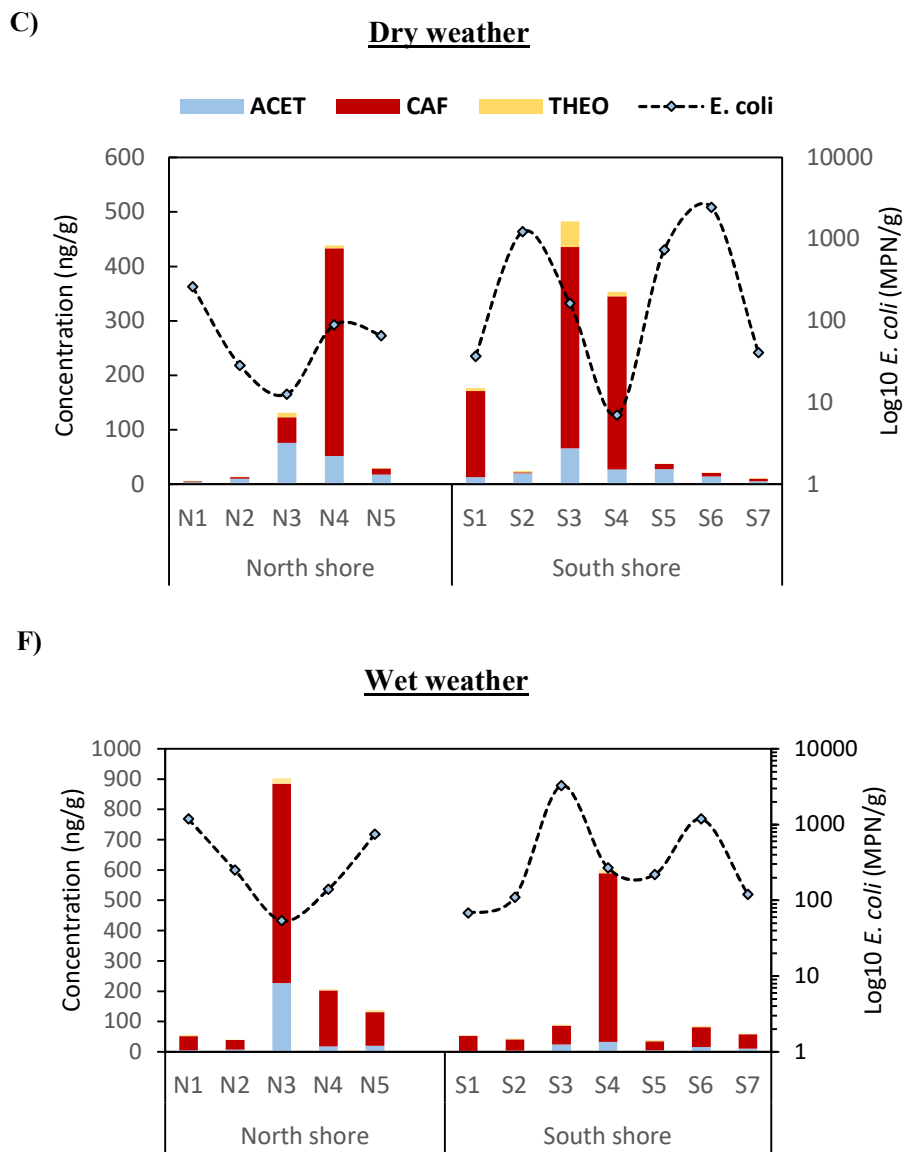 C)
Dry weather
ACET CAF THEO E. coli
600
500
400
300
200
100
0
Concentration (ng/g)
10000
1000
100
10
1
Log10 E. coli (MPN/g)
N1 N2 N3 N4 N5 S1 S2 S3 S4 S5 S6 S7
North shore South shore
F)
Wet weather
1000
900
800
700
600
500
400
300
200
100
0
Concentration (ng/g)
10000
1000
100
10
1
Log10 E. coli (MPN/g)
N1 N2 N3 N4 N5 S1 S2 S3 S4 S5 S6 S7
North shore South shore